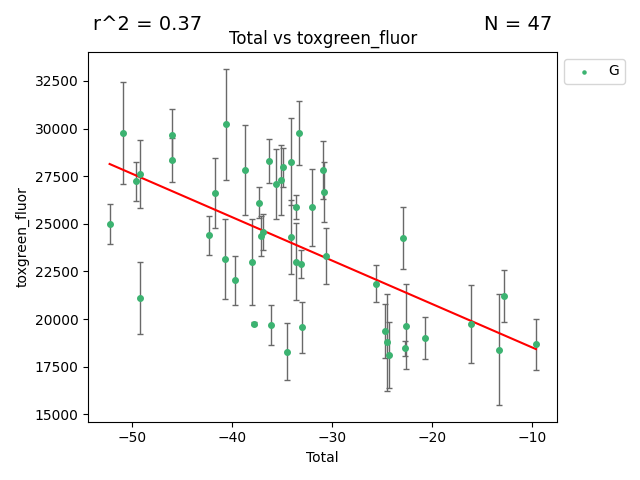 r^2 = 0.37 N = 47
Total vs toxgreen_fluor
G
32500
30000
27500
25000
22500
20000
17500
15000
toxgreen_fluor
−50 −40 −30 −20 −10
Total